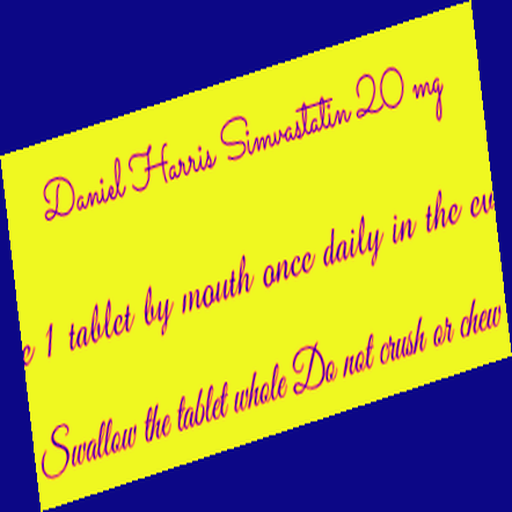 Daniel Harris Simvastatin 20 mg
1 tablet by mouth once daily in the
Swallow the tablet whole Do not crush or chew